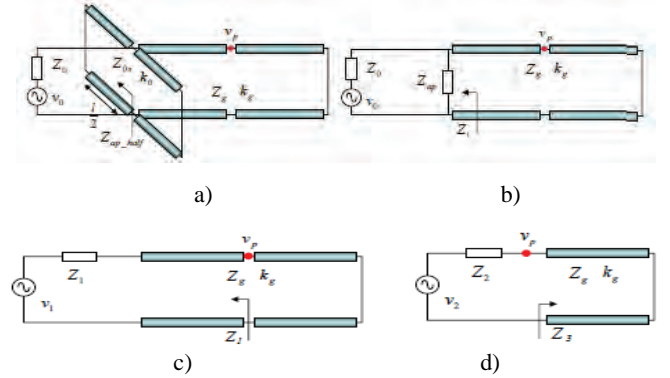 v_p
Z_0
Z_0s
k_0
Z_g k_g
v_0
l/2
Z_ap_half
a)
v_p
Z_0
Z_ap
Z_g k_g
v_0
Z_1
b)
v_p
Z_1
Z_g k_g
v_1
Z_2
c)
v_p
Z_2
Z_g k_g
v_2
Z_3
d)